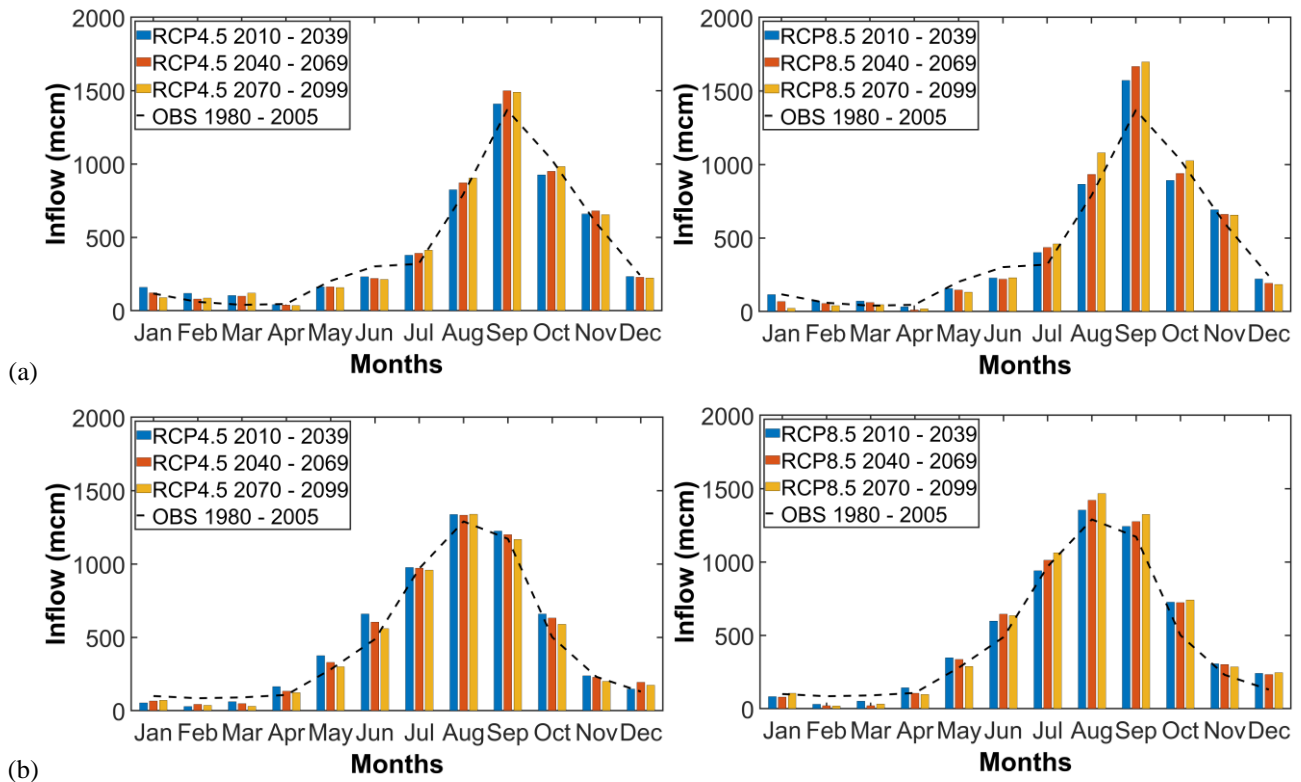 2000
1500
1000
500
0
Inflow (mcm)
RCP4.5 2010 - 2039
RCP4.5 2040 - 2069
RCP4.5 2070 - 2099
OBS 1980 - 2005
Jan Feb Mar Apr May Jun Jul Aug Sep Oct Nov Dec
Months
2000
1500
1000
500
0
Inflow (mcm)
RCP8.5 2010 - 2039
RCP8.5 2040 - 2069
RCP8.5 2070 - 2099
OBS 1980 - 2005
Jan Feb Mar Apr May Jun Jul Aug Sep Oct Nov Dec
Months
(a)
2000
1500
1000
500
0
Inflow (mcm)
RCP4.5 2010 - 2039
RCP4.5 2040 - 2069
RCP4.5 2070 - 2099
OBS 1980 - 2005
Jan Feb Mar Apr May Jun Jul Aug Sep Oct Nov Dec
Months
2000
1500
1000
500
0
Inflow (mcm)
RCP8.5 2010 - 2039
RCP8.5 2040 - 2069
RCP8.5 2070 - 2099
OBS 1980 - 2005
Jan Feb Mar Apr May Jun Jul Aug Sep Oct Nov Dec
Months
(b)